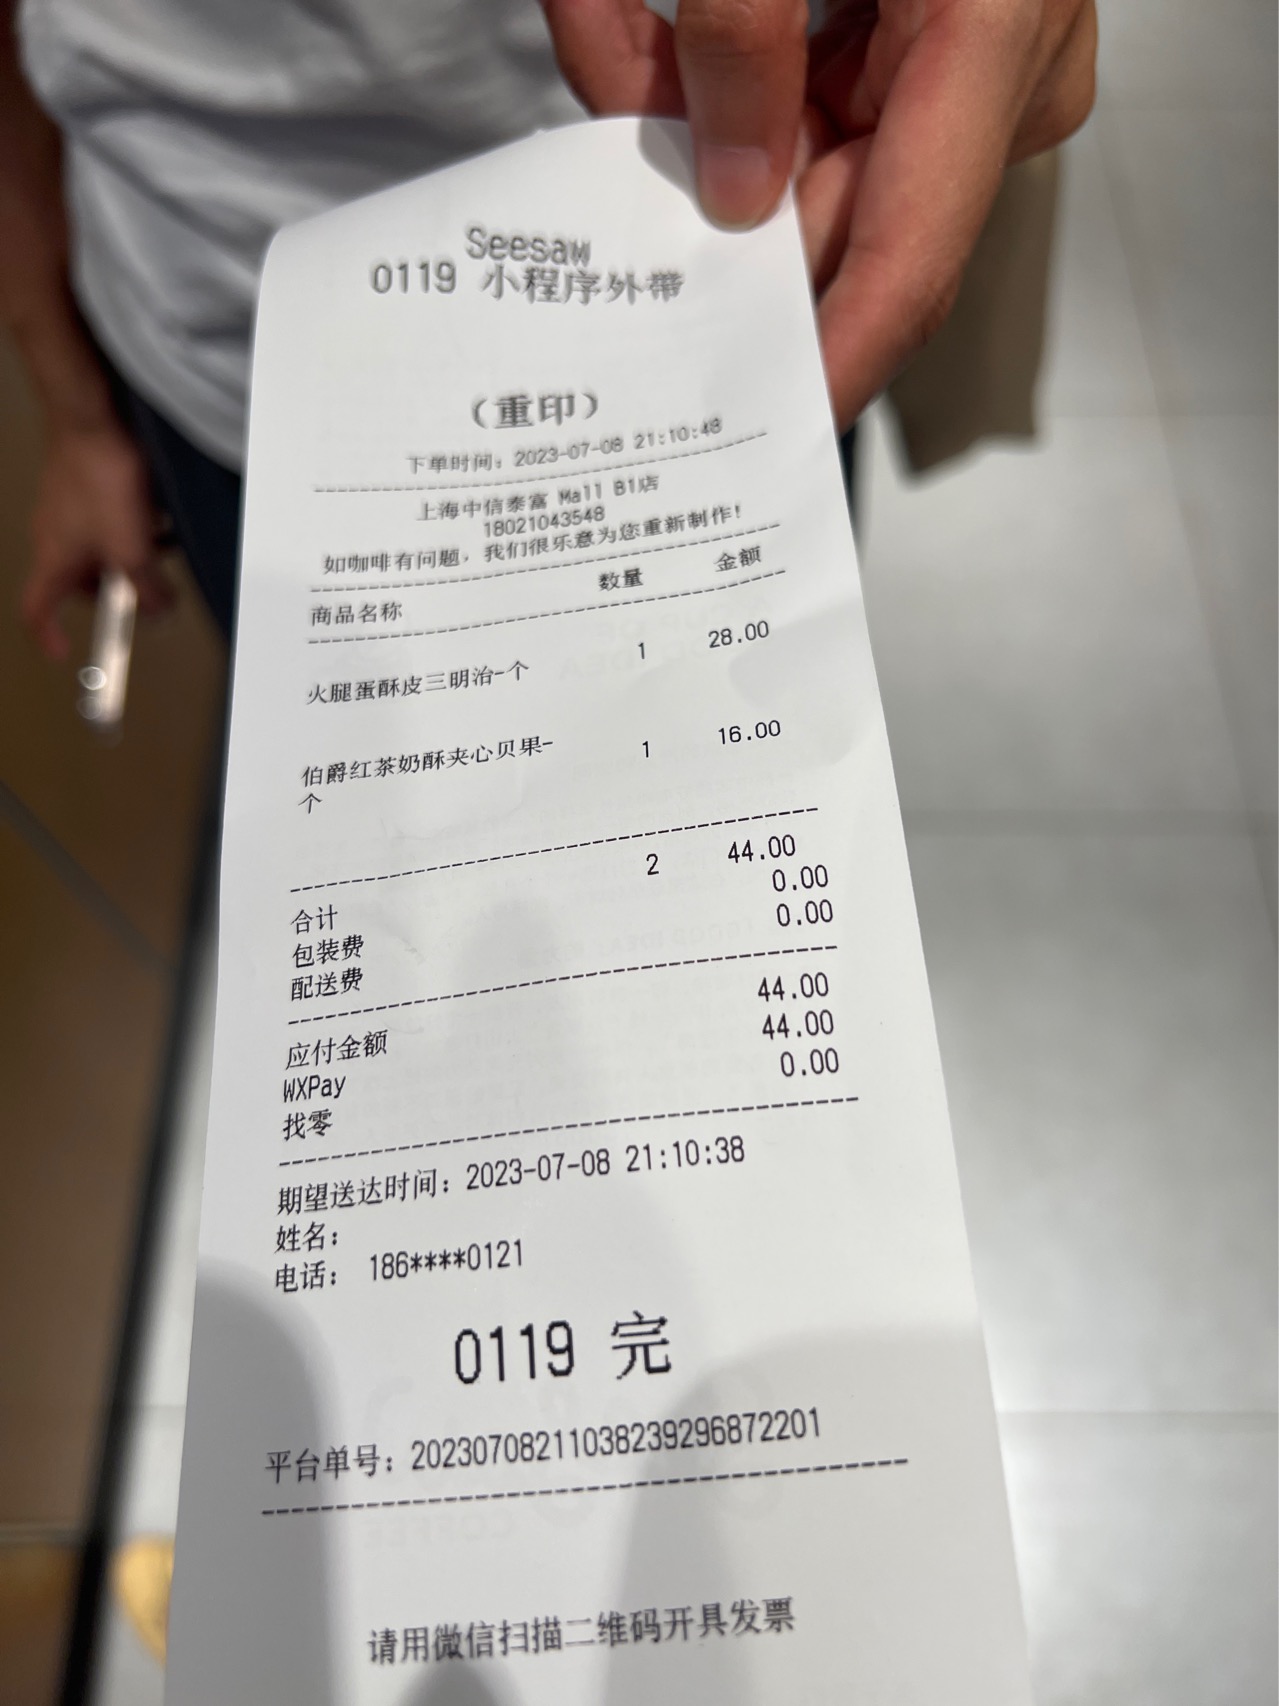 Seesaw
0119 小程序外带
（重印）
下单时间：2023-07-08 21:10:48
上海中信泰富 Mall B1店
18021043548
如咖啡有问题，我们很乐意为您重新制作！
商品名称 数量 金额
火腿蛋酥皮三明治-个 1 28.00
伯爵红茶奶酥夹心贝果- 1 16.00
个
合计 2 44.00
包装费 0.00
配送费 0.00
应付金额 44.00
WXPay 44.00
找零 0.00
期望送达时间：2023-07-08 21:10:38
姓名：
电话： 186****0121
0119 完
平台单号：20230708211038239296872201
请用微信扫描二维码开具发票